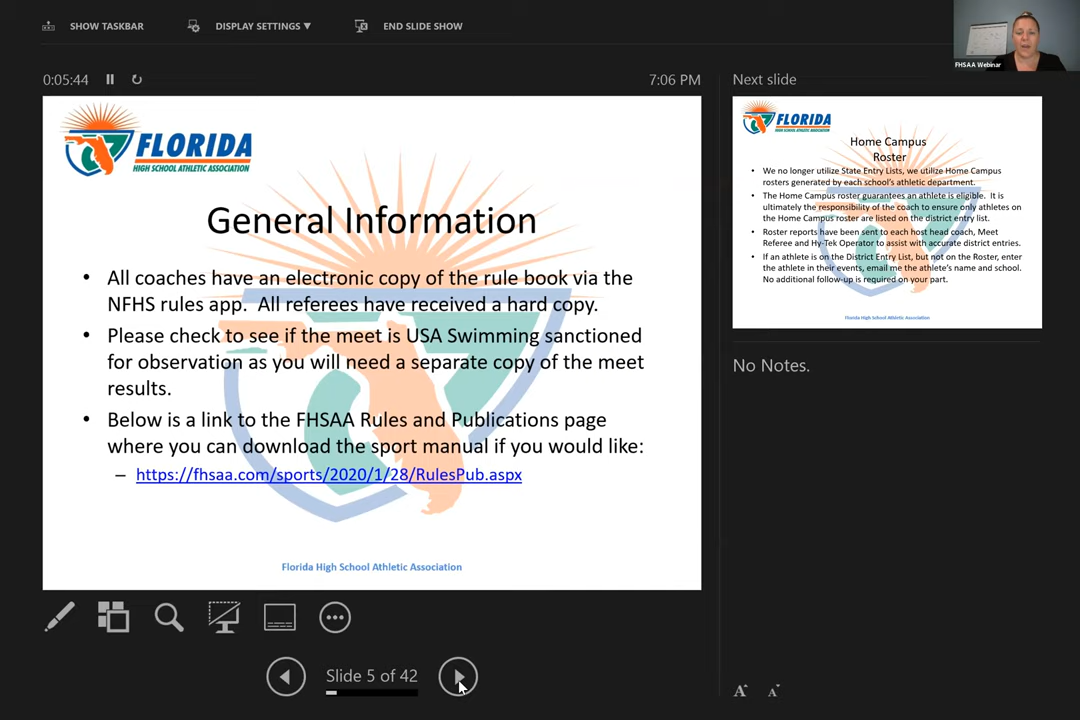 SHOW TASKBAR
DISPLAY SETTINGS ▼
END SLIDE SHOW
FHSAA Webinar
0:05:44
7:06 PM
FLORIDA
HIGH SCHOOL ATHLETIC ASSOCIATION
General Information
• All coaches have an electronic copy of the rule book via the
NFHS rules app.  All referees have received a hard copy.
• Please check to see if the meet is USA Swimming sanctioned
for observation as you will need a separate copy of the meet
results.
• Below is a link to the FHSAA Rules and Publications page
where you can download the sport manual if you would like:
– https://fhsaa.com/sports/2020/1/28/RulesPub.aspx
Florida High School Athletic Association
Slide 5 of 42
Next slide
FLORIDA
HIGH SCHOOL ATHLETIC ASSOCIATION
Home Campus
Roster
• We no longer utilize State Entry Lists, we utilize Home Campus
rosters generated by each school's athletic department.
• The Home Campus roster guarantees an athlete is eligible.  It is
ultimately the responsibility of the coach to ensure only athletes on
the Home Campus roster are listed on the district entry list.
• Roster reports have been sent to each host head coach, Meet
Referee and Hy-Tek Operator to assist with accurate district entries.
• If an athlete is on the District Entry List, but not on the Roster, enter
the athlete in their events, email me the athlete's name and school.
No additional follow-up is required on your part.
Florida High School Athletic Association
No Notes.
A A